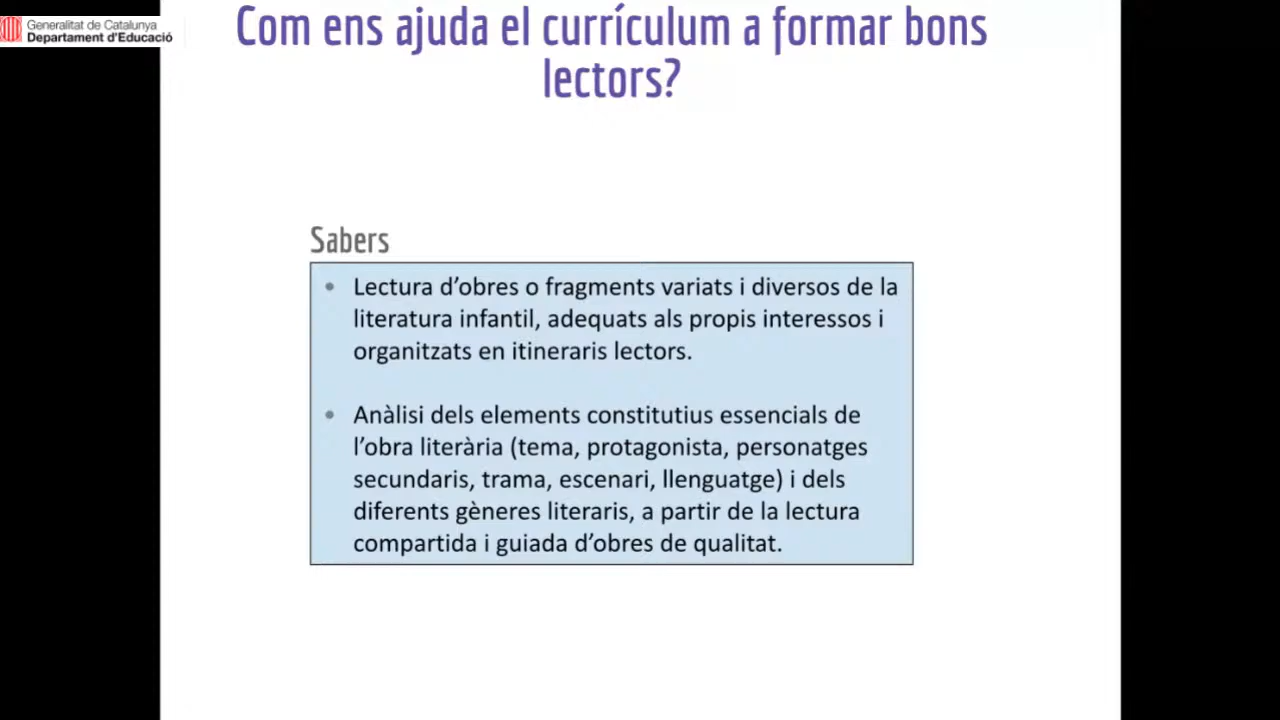 Generalitat de Catalunya
Departament d'Educació
Com ens ajuda el currículum a formar bons
lectors?
Sabers
• Lectura d’obres o fragments variats i diversos de la
literatura infantil, adequats als propis interessos i
organitzats en itineraris lectors.
• Anàlisi dels elements constitutius essencials de
l’obra literària (tema, protagonista, personatges
secundaris, trama, escenari, llenguatge) i dels
diferents gèneres literaris, a partir de la lectura
compartida i guiada d’obres de qualitat.